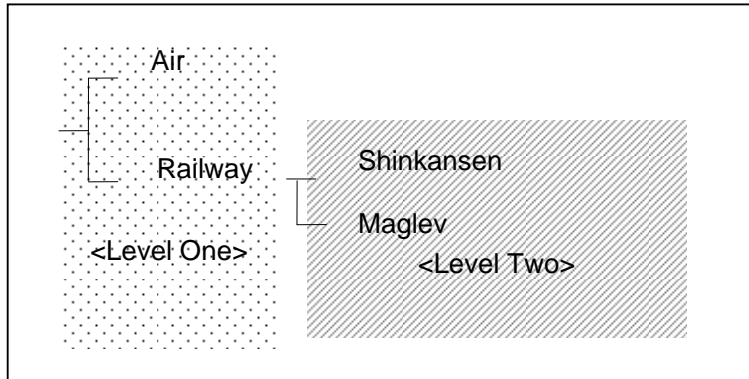 Air
Railway
Shinkansen
Maglev
<Level One>
<Level Two>